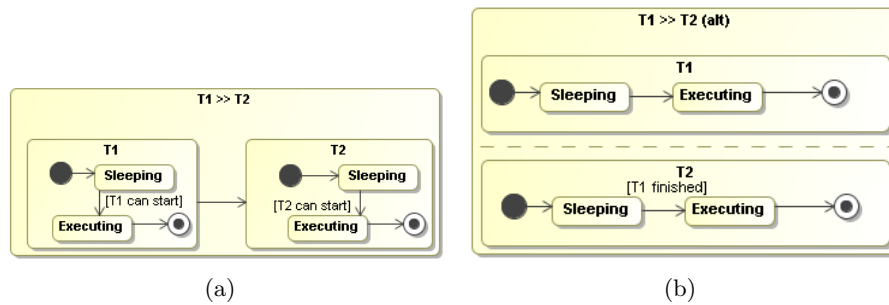 T1 >> T2
T1
Sleeping
[T1 can start]
Executing
T2
Sleeping
[T2 can start]
Executing
(a)
T1 >> T2 (alt)
T1
Sleeping
Executing
T2
[T1 finished]
Sleeping
Executing
(b)